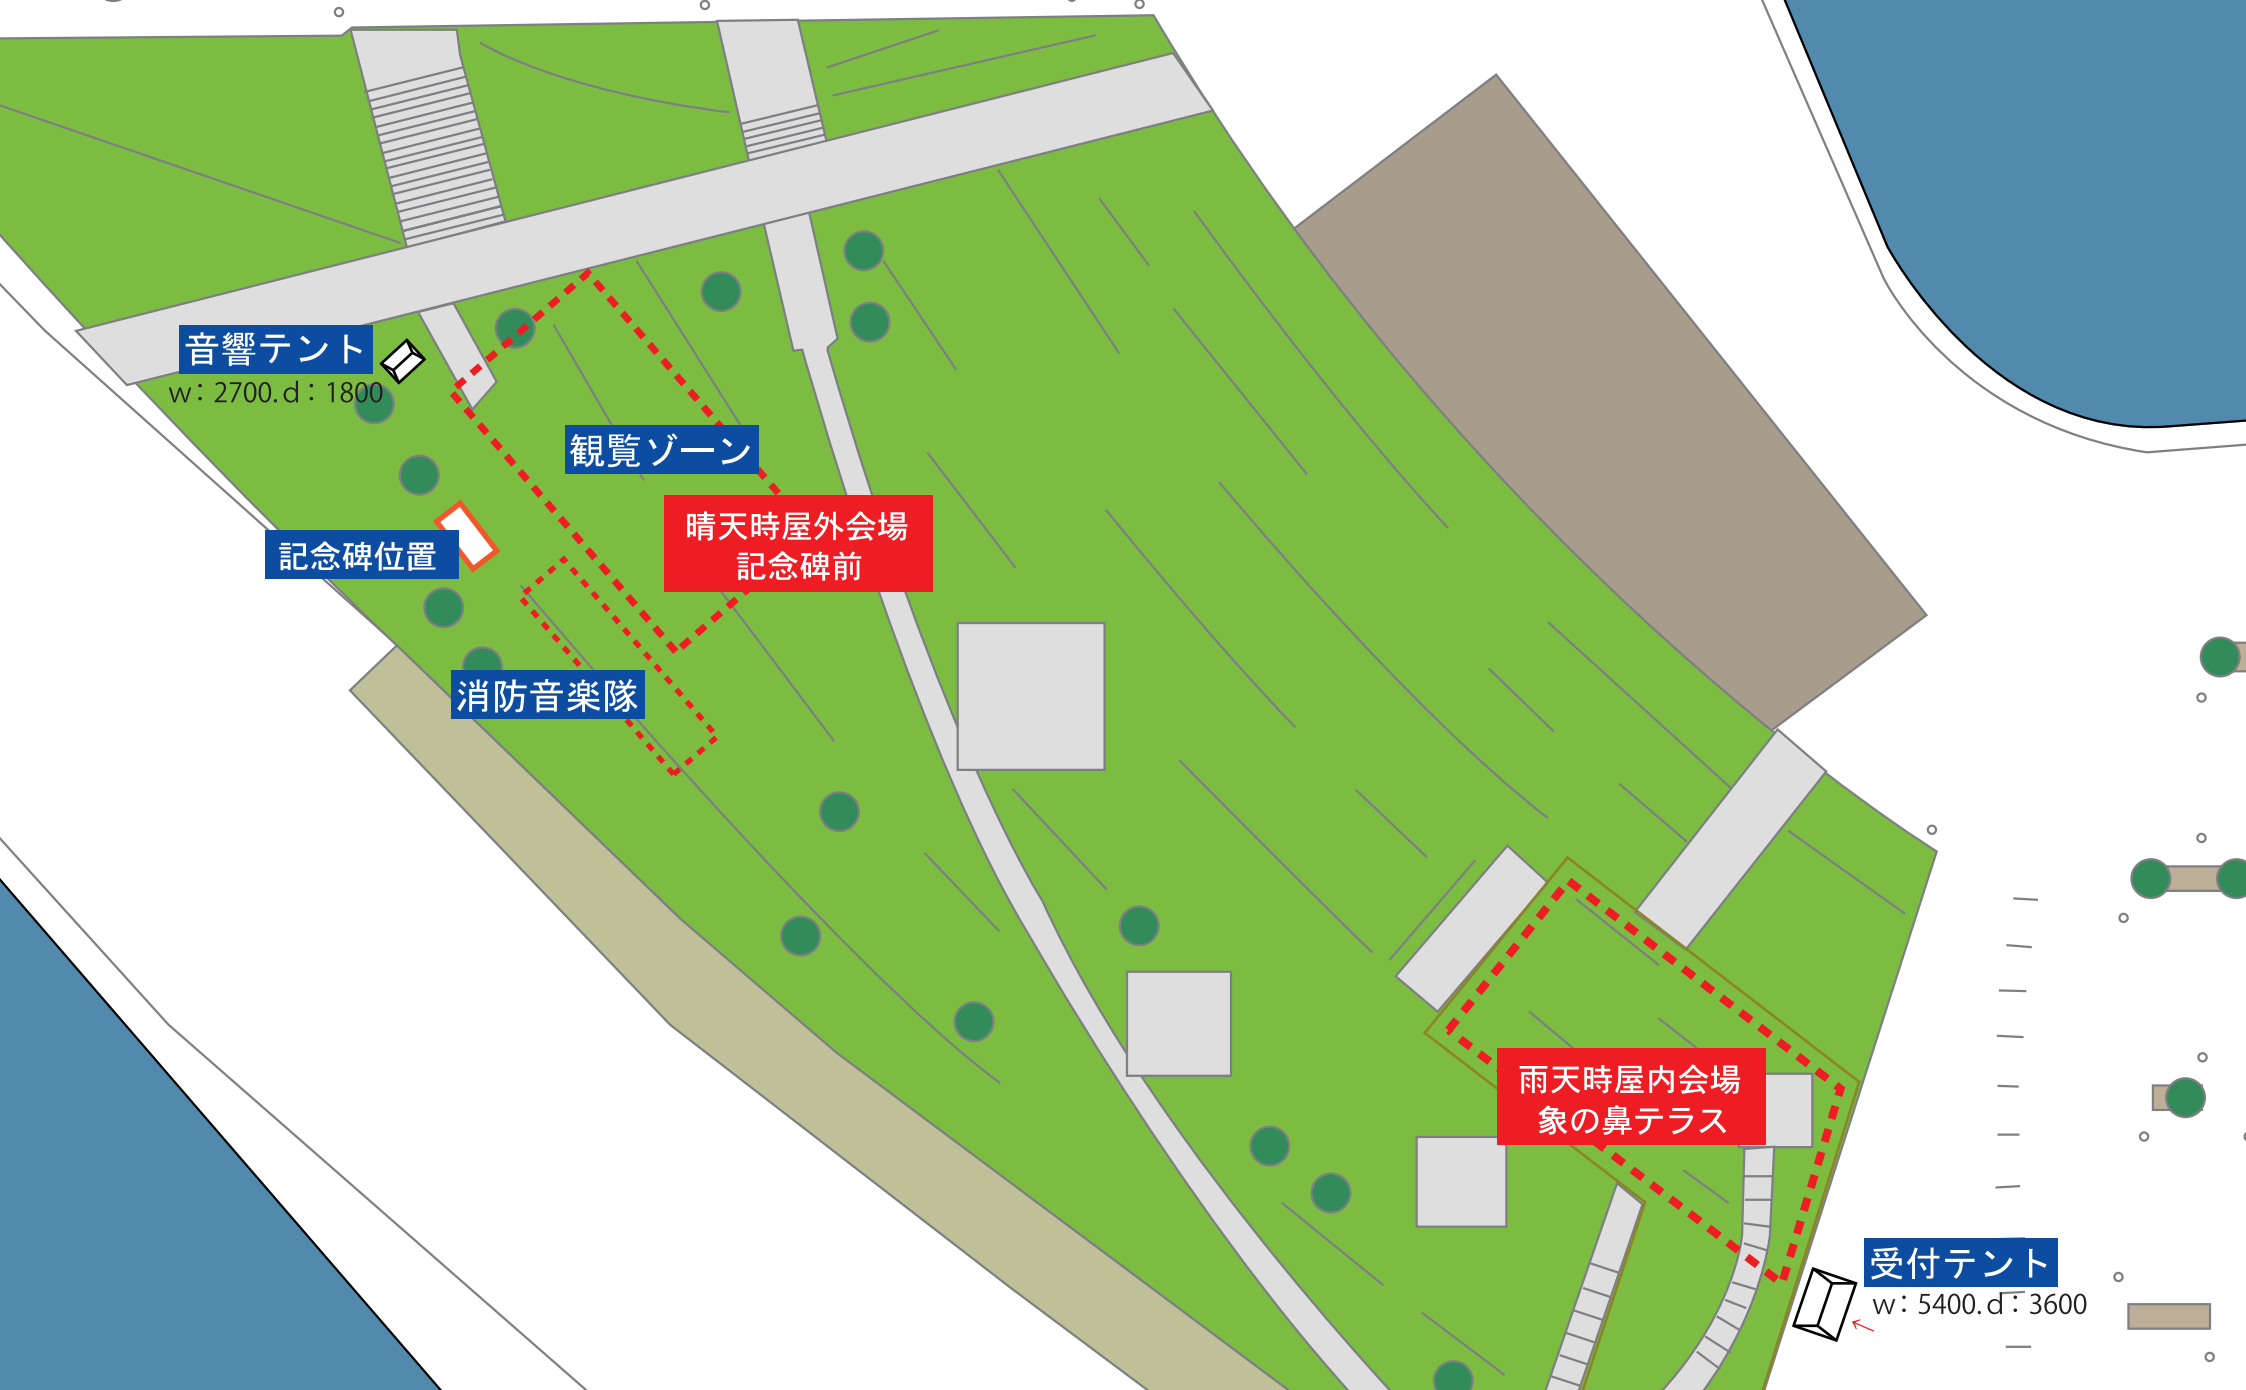 音響テント
w：2700.d：1800
観覧ゾーン
晴天時屋外会場
記念碑前
記念碑位置
消防音楽隊
雨天時屋内会場
象の鼻テラス
受付テント
w：5400.d：3600